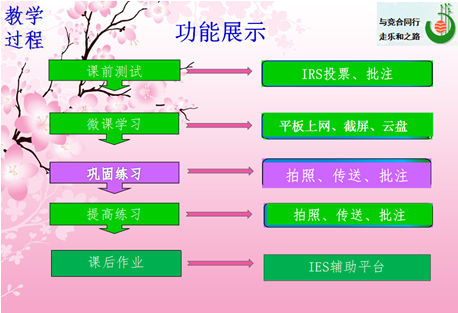 教学
过程
功能展示
与竞合同行
走乐和之路
课前测试
IRS投票、批注
微课学习
平板上网、截屏、云盘
巩固练习
拍照、传送、批注
提高练习
拍照、传送、批注
课后作业
IES辅助平台